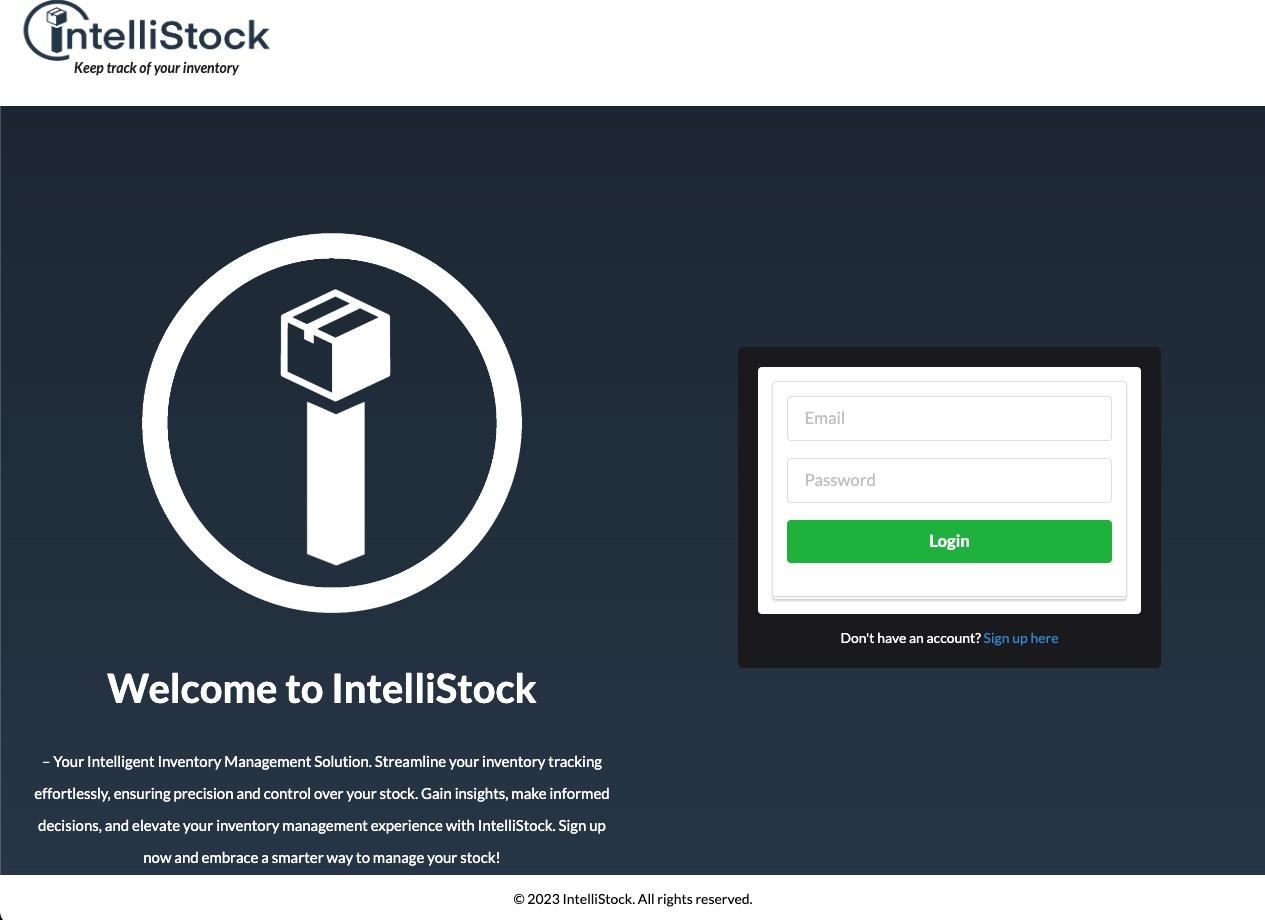 intelliStock
Keep track of your inventory
Welcome to IntelliStock
– Your Intelligent Inventory Management Solution. Streamline your inventory tracking
effortlessly, ensuring precision and control over your stock. Gain insights, make informed
decisions, and elevate your inventory management experience with IntelliStock. Sign up
now and embrace a smarter way to manage your stock!
Email
Password
Login
Don't have an account? Sign up here
© 2023 IntelliStock. All rights reserved.